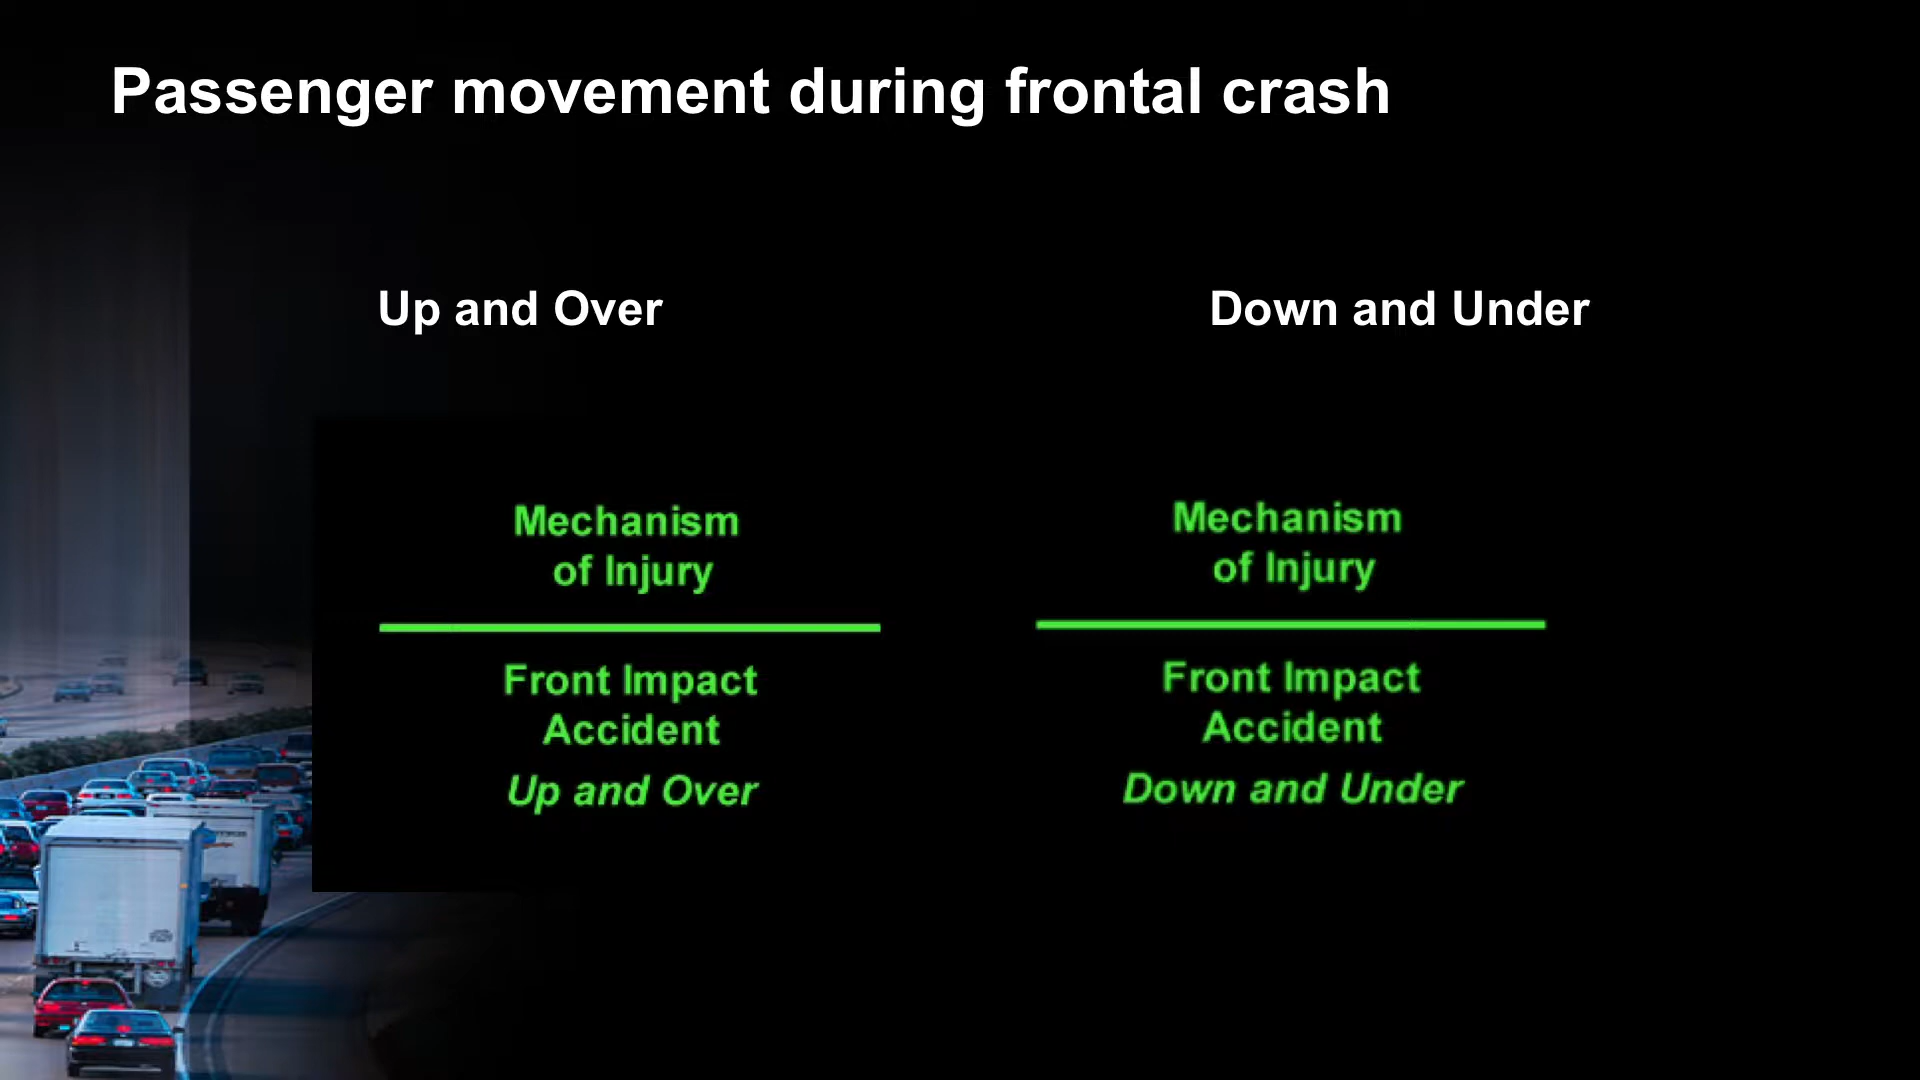 Passenger movement during frontal crash
Up and Over
Down and Under
Mechanism
of Injury
Front Impact
Accident
Up and Over
Mechanism
of Injury
Front Impact
Accident
Down and Under